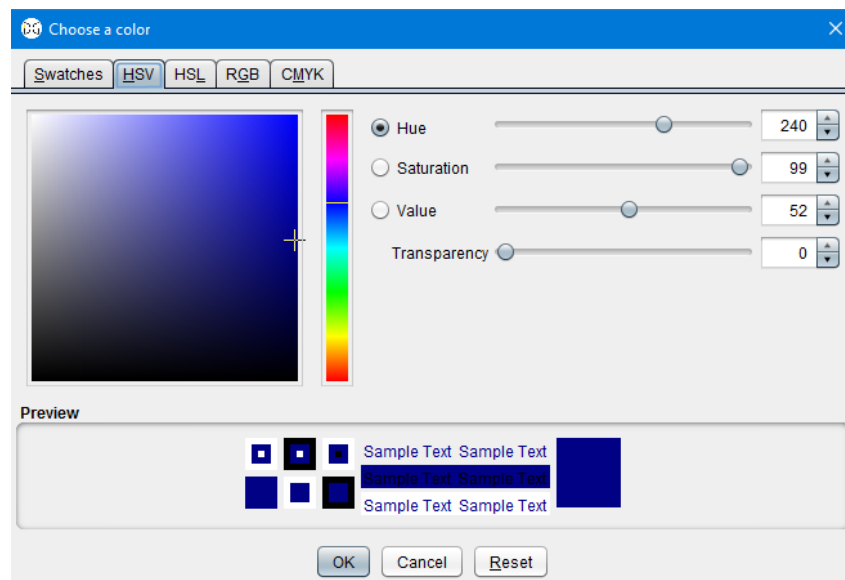 DG Choose a color
Swatches HSV HSL RGB CMYK
Hue 240
Saturation 99
Value 52
Transparency 0
Preview
Sample Text Sample Text
Sample Text Sample Text
Sample Text Sample Text
OK Cancel Reset